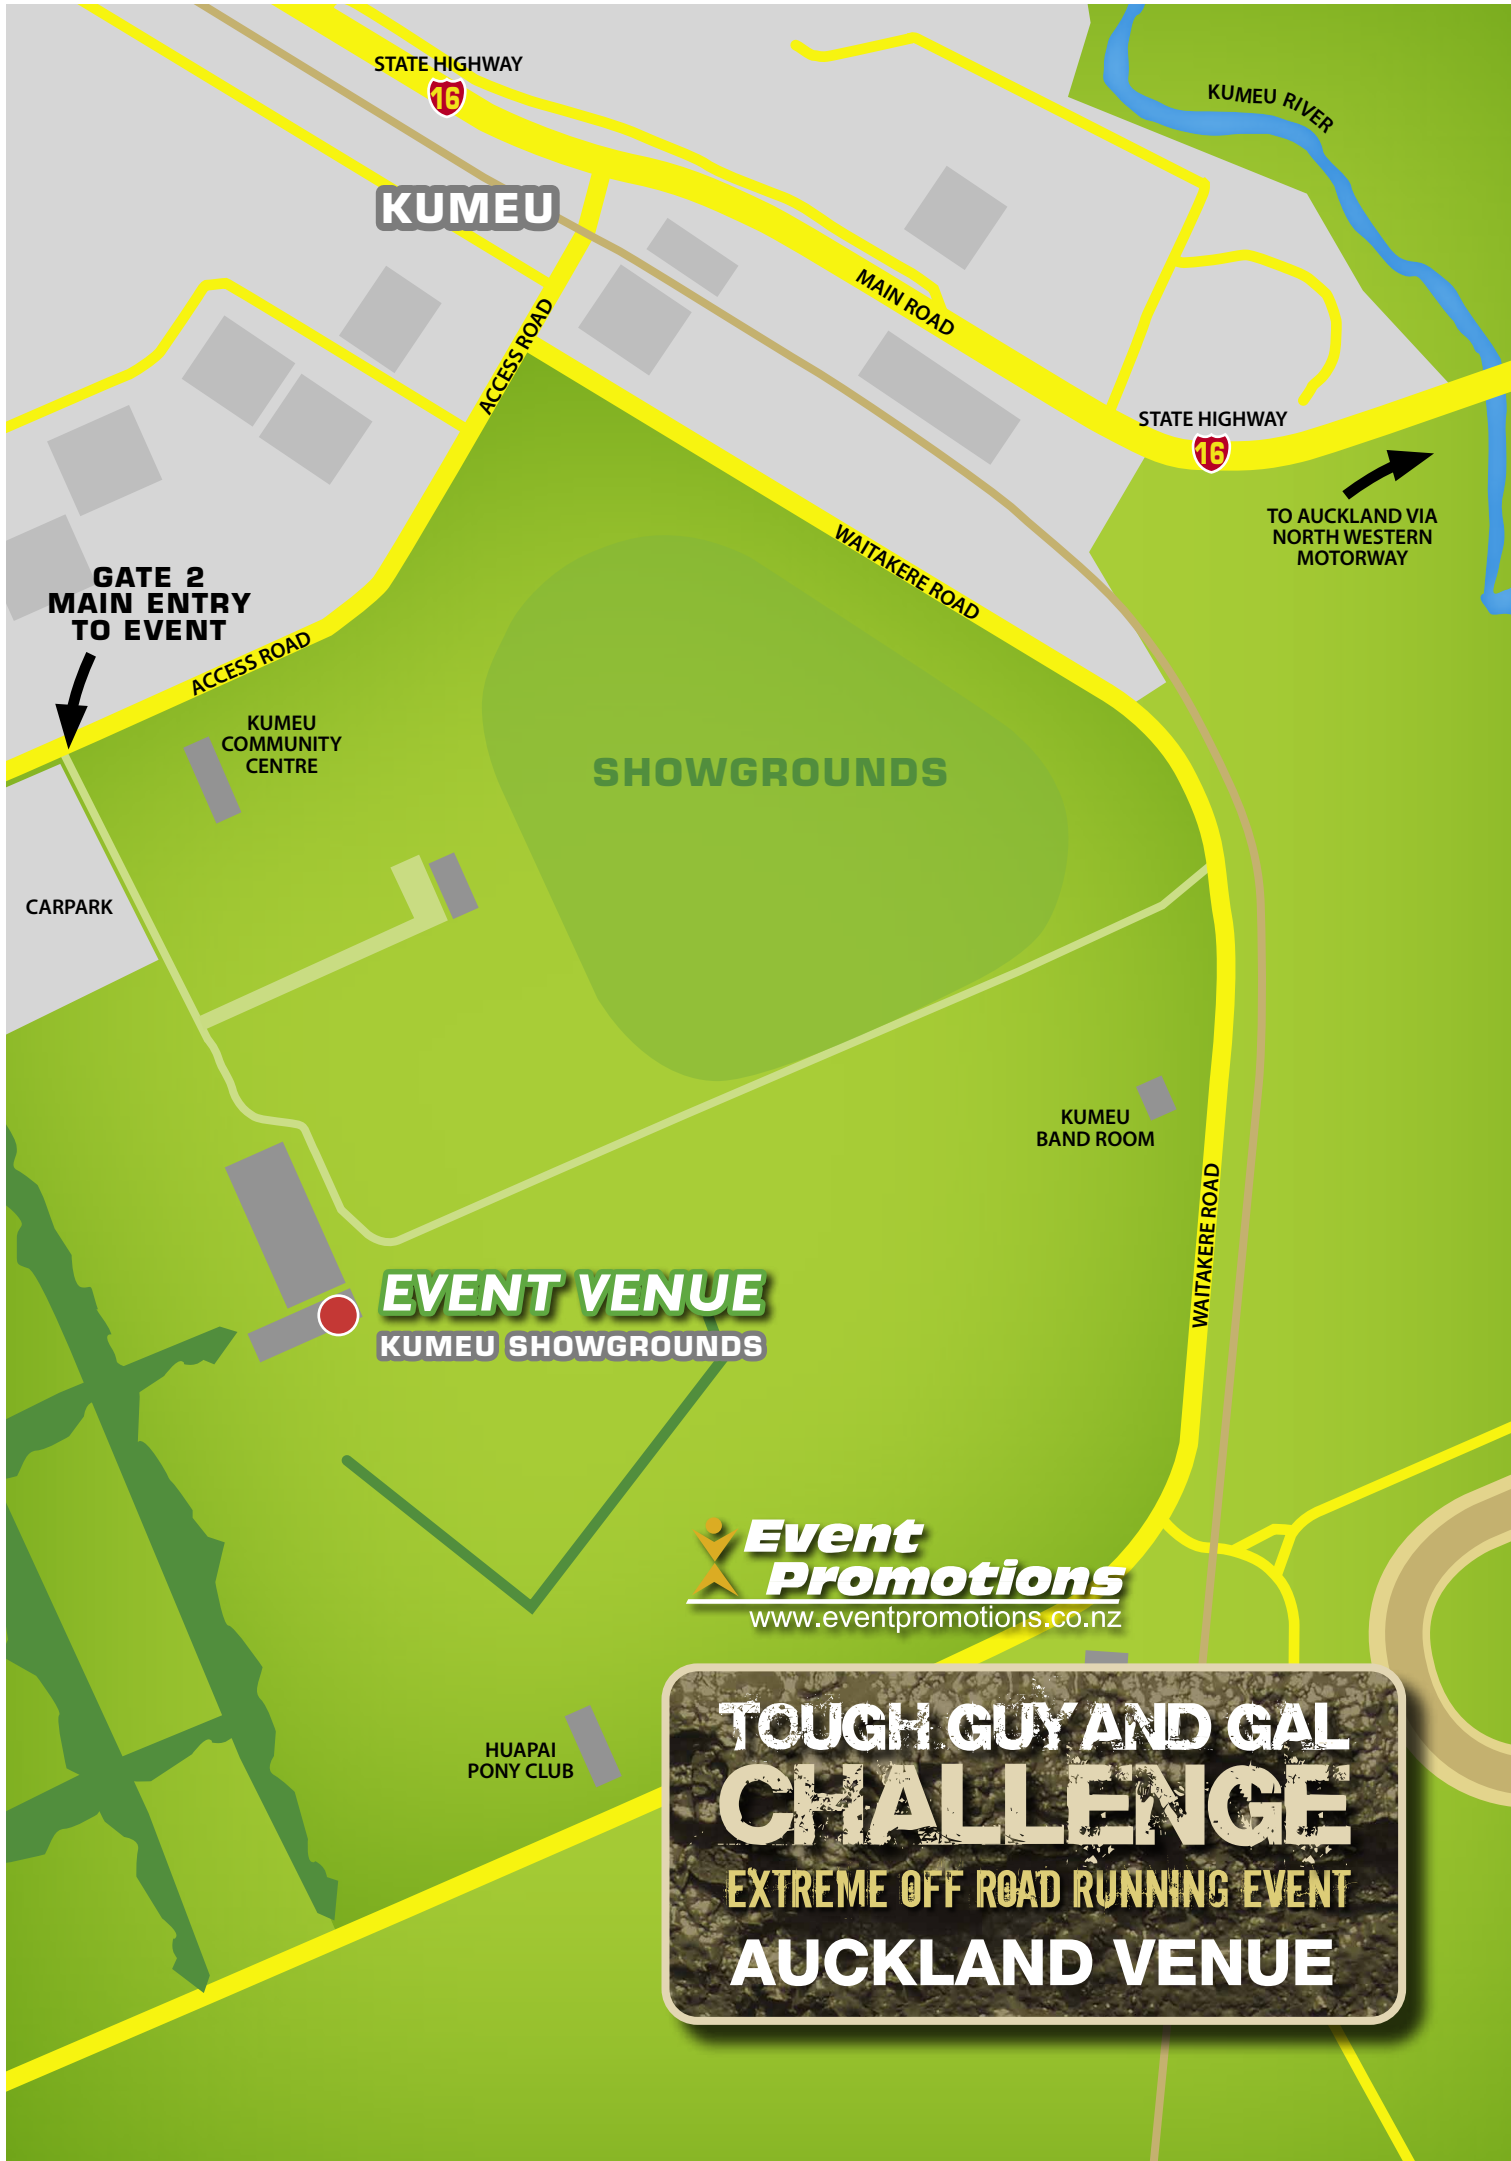 STATE HIGHWAY
16
KUMEU RIVER
KUMEU
MAIN ROAD
ACCESS ROAD
STATE HIGHWAY
16
TO AUCKLAND VIA
NORTH WESTERN
MOTORWAY
WAITAKERE ROAD
GATE 2
MAIN ENTRY
TO EVENT
ACCESS ROAD
KUMEU
COMMUNITY
CENTRE
SHOWGROUNDS
CARPARK
KUMEU
BAND ROOM
WAITAKERE ROAD
EVENT VENUE
KUMEU SHOWGROUNDS
Event
Promotions
www.eventpromotions.co.nz
HUAPAI
PONY CLUB
TOUGH GUY AND GAL
CHALLENGE
EXTREME OFF ROAD RUNNING EVENT
AUCKLAND VENUE